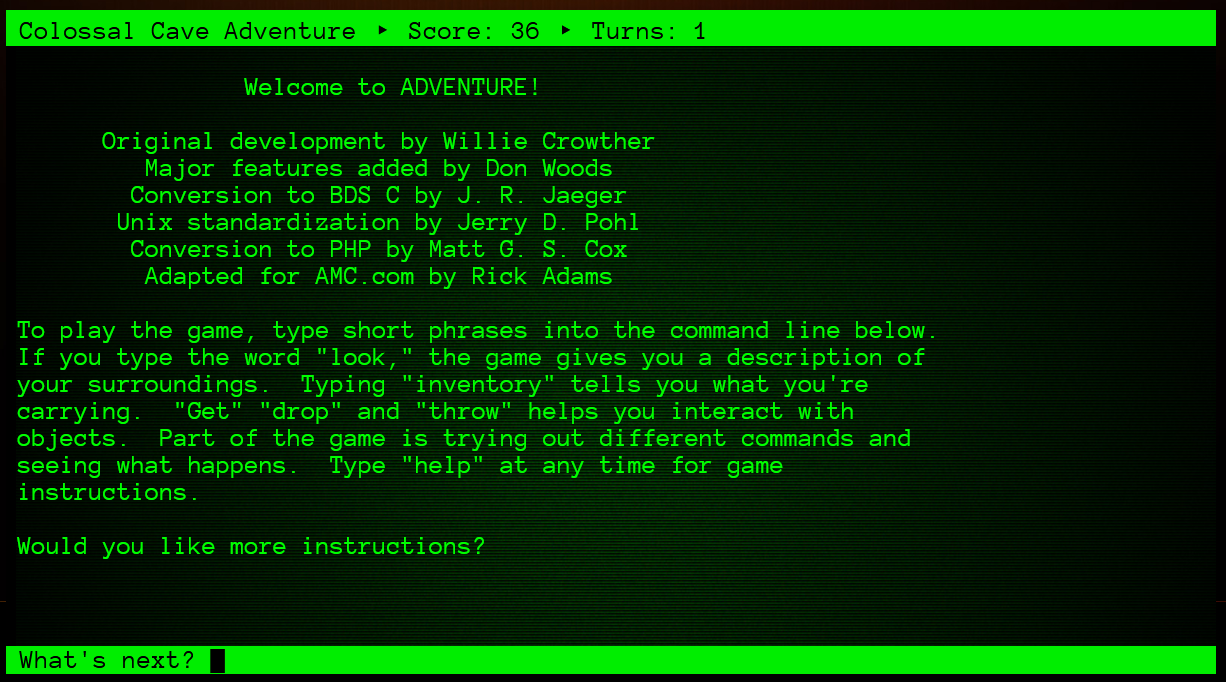 Colossal Cave Adventure ‣ Score: 36 ‣ Turns: 1
Welcome to ADVENTURE!
Original development by Willie Crowther
Major features added by Don Woods
Conversion to BDS C by J. R. Jaeger
Unix standardization by Jerry D. Pohl
Conversion to PHP by Matt G. S. Cox
Adapted for AMC.com by Rick Adams
To play the game, type short phrases into the command line below.
If you type the word "look," the game gives you a description of
your surroundings.  Typing "inventory" tells you what you're
carrying.  "Get" "drop" and "throw" helps you interact with
objects.  Part of the game is trying out different commands and
seeing what happens.  Type "help" at any time for game
instructions.
Would you like more instructions?
What's next?